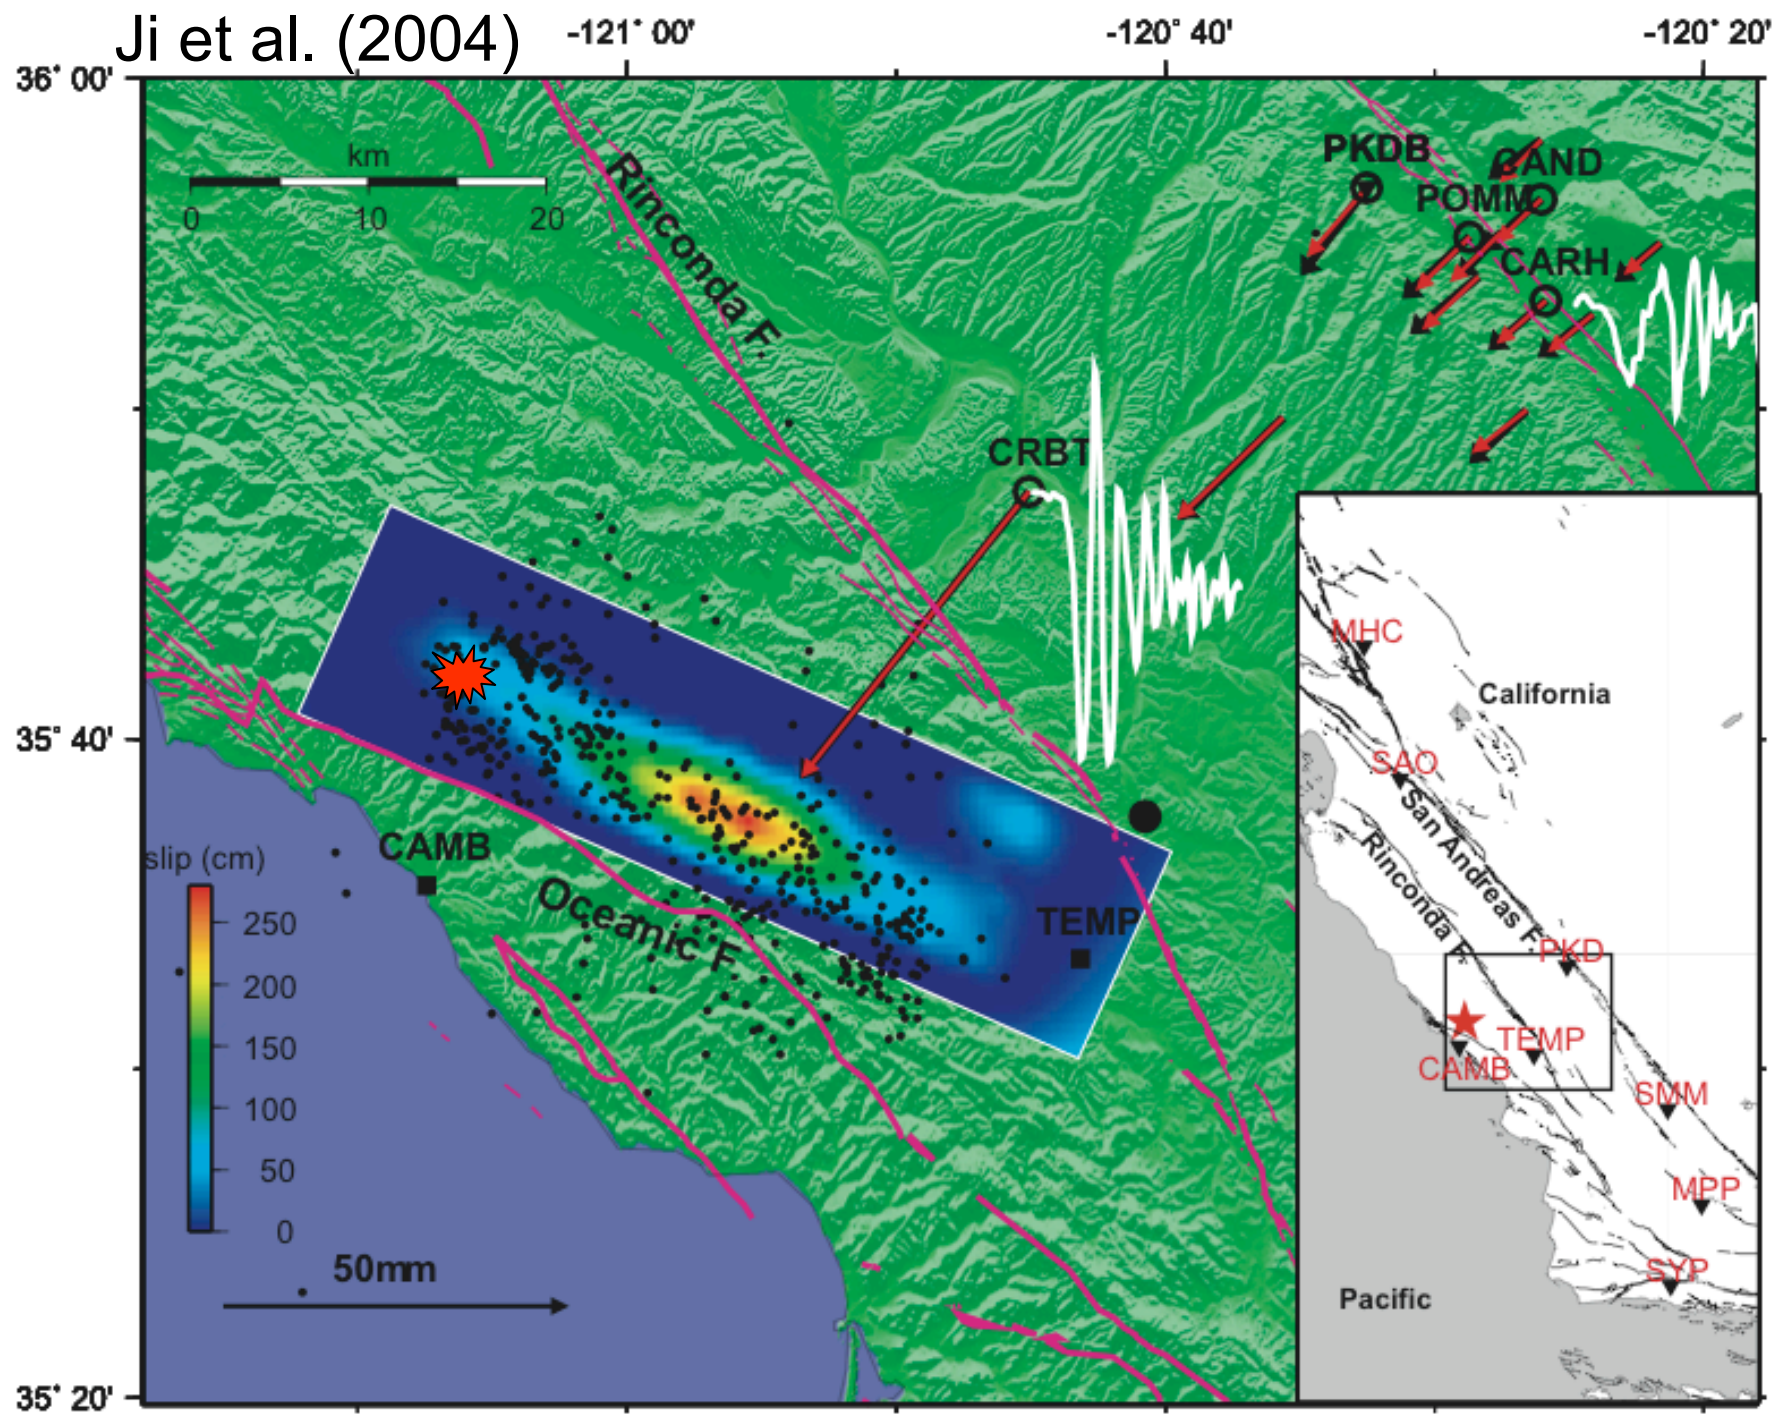 Ji et al. (2004)
-121° 00'
-120° 40'
-120° 20'
36° 00'
km
0
10
20
Rinconda F.
PKDB
CAND
POMM
CARH
CRBT
35° 40'
CAMB
slip (cm)
250
200
150
100
50
0
Oceanic F.
TEMP
50mm
35° 20'
MHC
California
SAO
San Andreas F.
Rinconda F.
PKD
TEMP
CAMB
SMM
MPP
SYP
Pacific